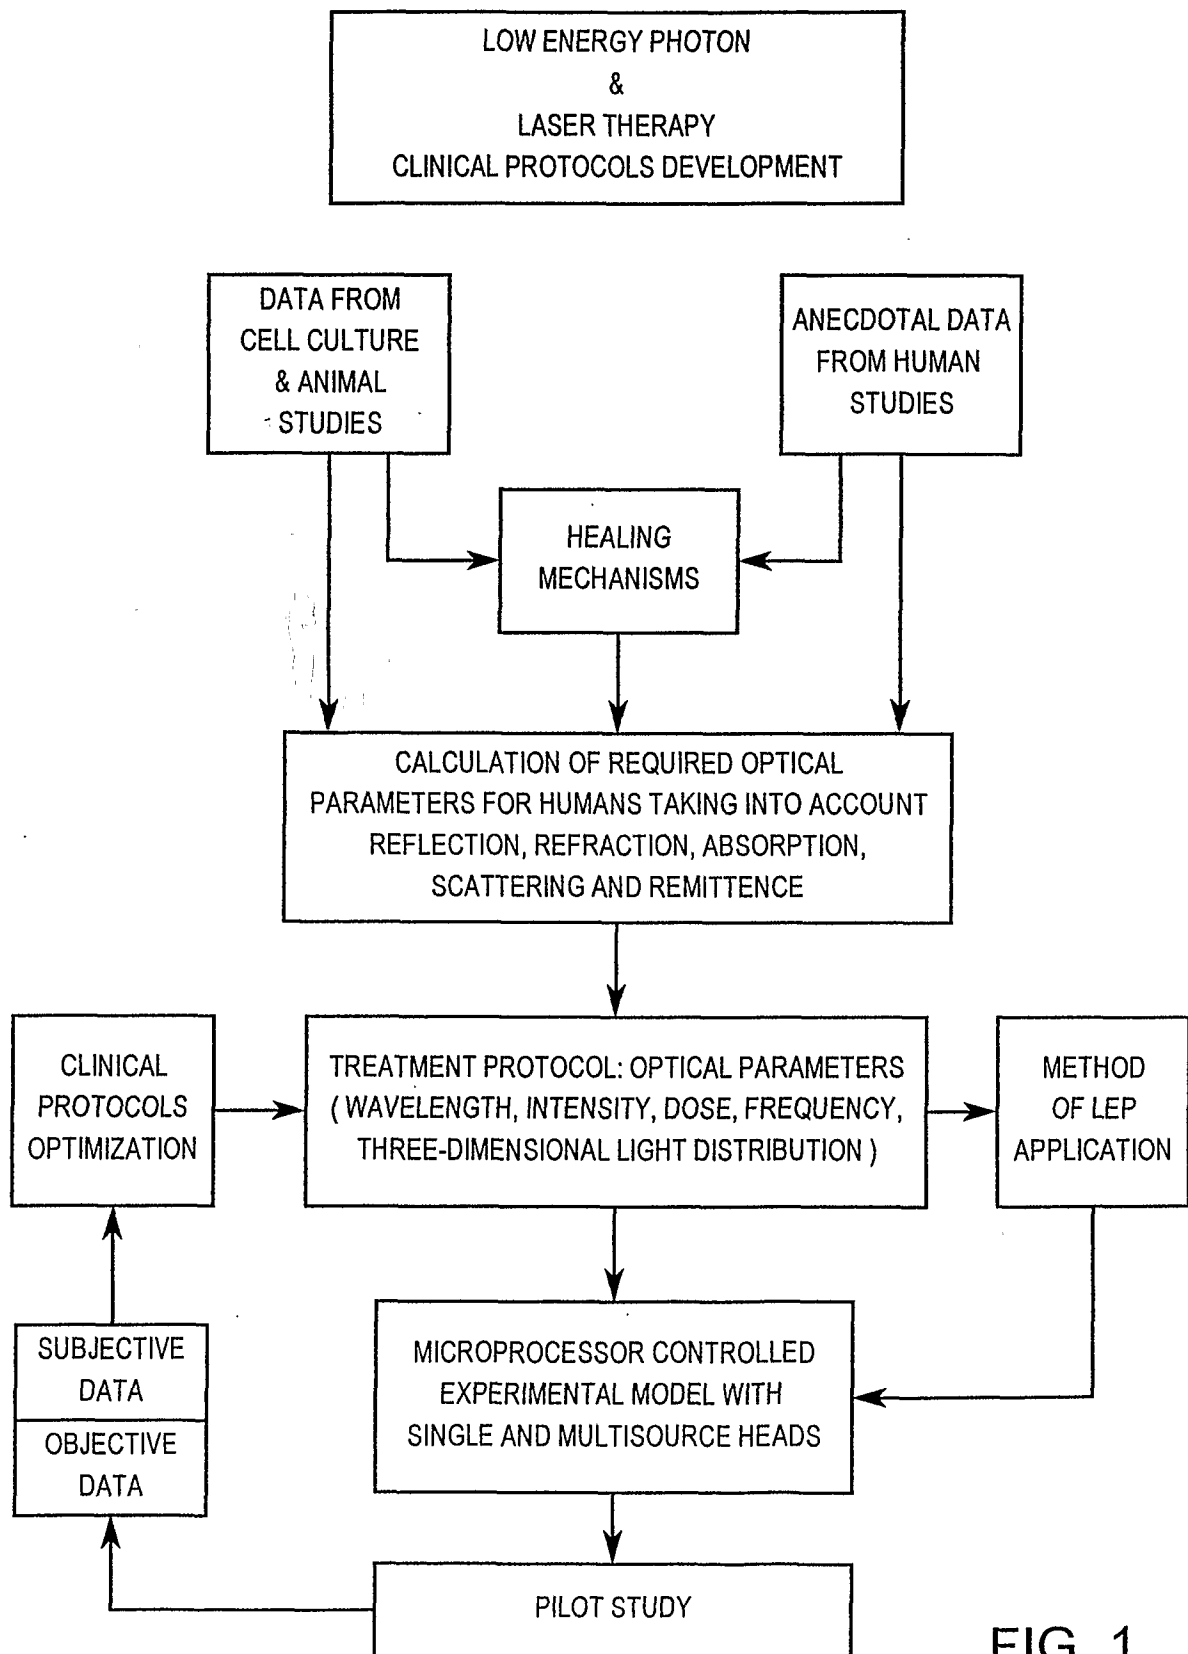 LOW ENERGY PHOTON
&
LASER THERAPY
CLINICAL PROTOCOLS DEVELOPMENT
DATA FROM
CELL CULTURE
& ANIMAL
STUDIES
ANECDOTAL DATA
FROM HUMAN
STUDIES
HEALING
MECHANISMS
CALCULATION OF REQUIRED OPTICAL
PARAMETERS FOR HUMANS TAKING INTO ACCOUNT
REFLECTION, REFRACTION, ABSORPTION,
SCATTERING AND REMITTENCE
CLINICAL
PROTOCOLS
OPTIMIZATION
TREATMENT PROTOCOL: OPTICAL PARAMETERS
( WAVELENGTH, INTENSITY, DOSE, FREQUENCY,
THREE-DIMENSIONAL LIGHT DISTRIBUTION )
METHOD
OF LEP
APPLICATION
SUBJECTIVE
DATA
OBJECTIVE
DATA
MICROPROCESSOR CONTROLLED
EXPERIMENTAL MODEL WITH
SINGLE AND MULTISOURCE HEADS
PILOT STUDY
FIG. 1